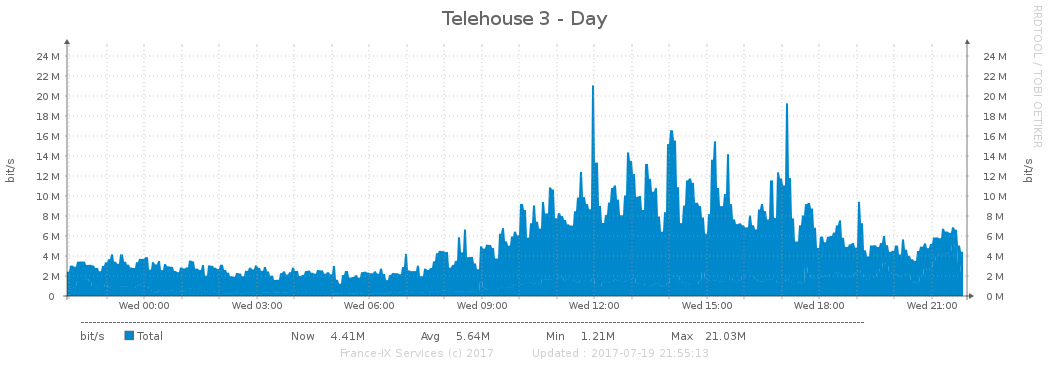 Telehouse 3 - Day
RRDTOOL / TOBI OETIKER
24 M 24 M
22 M 22 M
20 M 20 M
18 M 18 M
16 M 16 M
14 M 14 M
12 M 12 M
10 M 10 M
8 M 8 M
6 M 6 M
4 M 4 M
2 M 2 M
0 0 M
bit/s bit/s
Wed 00:00 Wed 03:00 Wed 06:00 Wed 09:00 Wed 12:00 Wed 15:00 Wed 18:00 Wed 21:00
bit/s Total Now 4.41M Avg 5.64M Min 1.21M Max 21.03M
France-IX Services (c) 2017 Updated : 2017-07-19 21:55:13